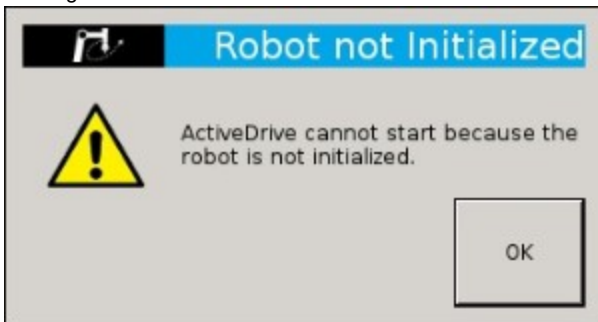 Robot not Initialized
ActiveDrive cannot start because the
robot is not initialized.
OK